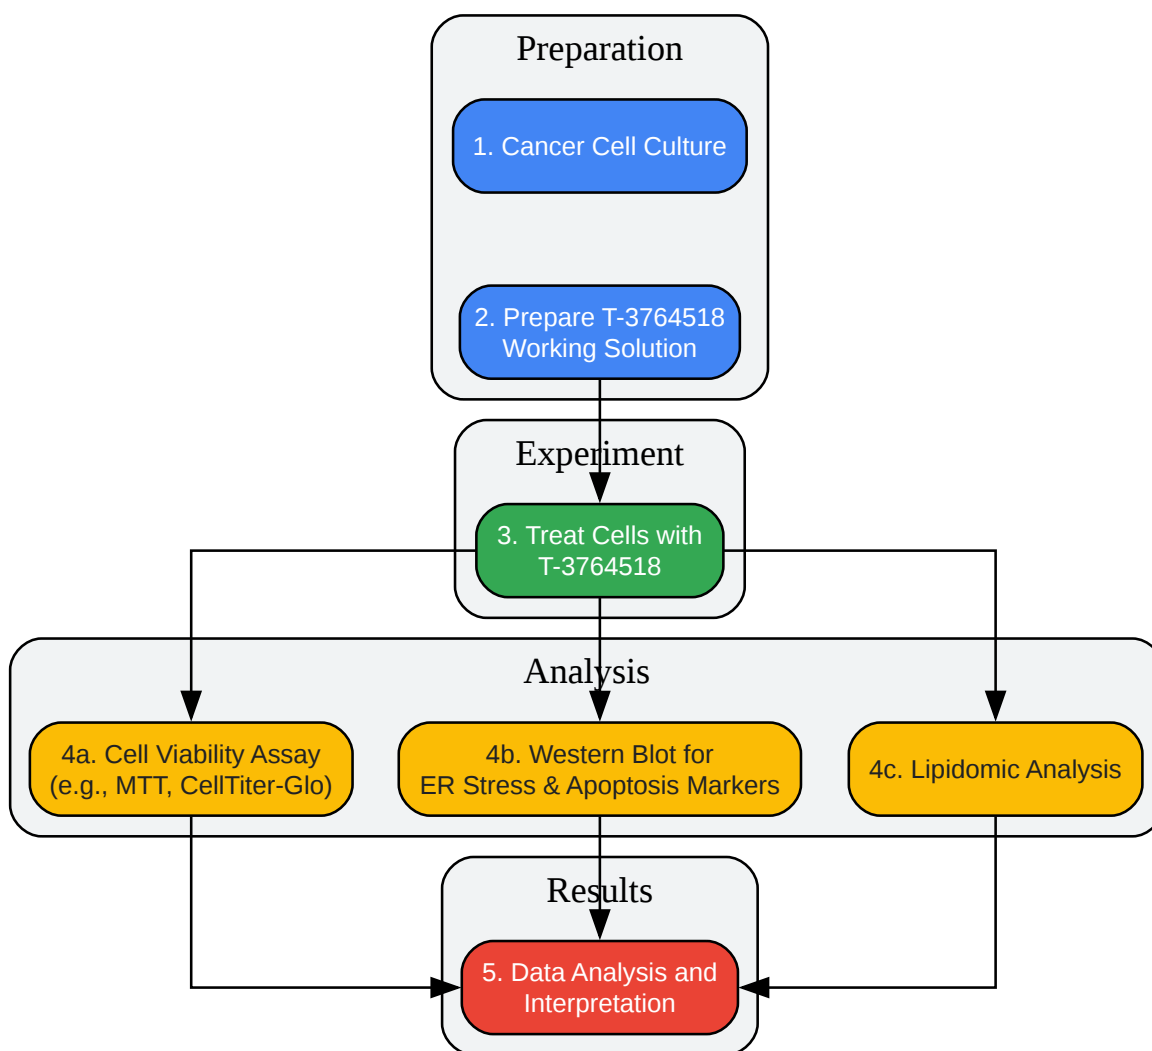 Preparation
1. Cancer Cell Culture
2. Prepare T-3764518
Working Solution
Experiment
3. Treat Cells with
T-3764518
Analysis
4a. Cell Viability Assay
(e.g., MTT, CellTiter-Glo)
4b. Western Blot for
ER Stress & Apoptosis Markers
4c. Lipidomic Analysis
Results
5. Data Analysis and
Interpretation